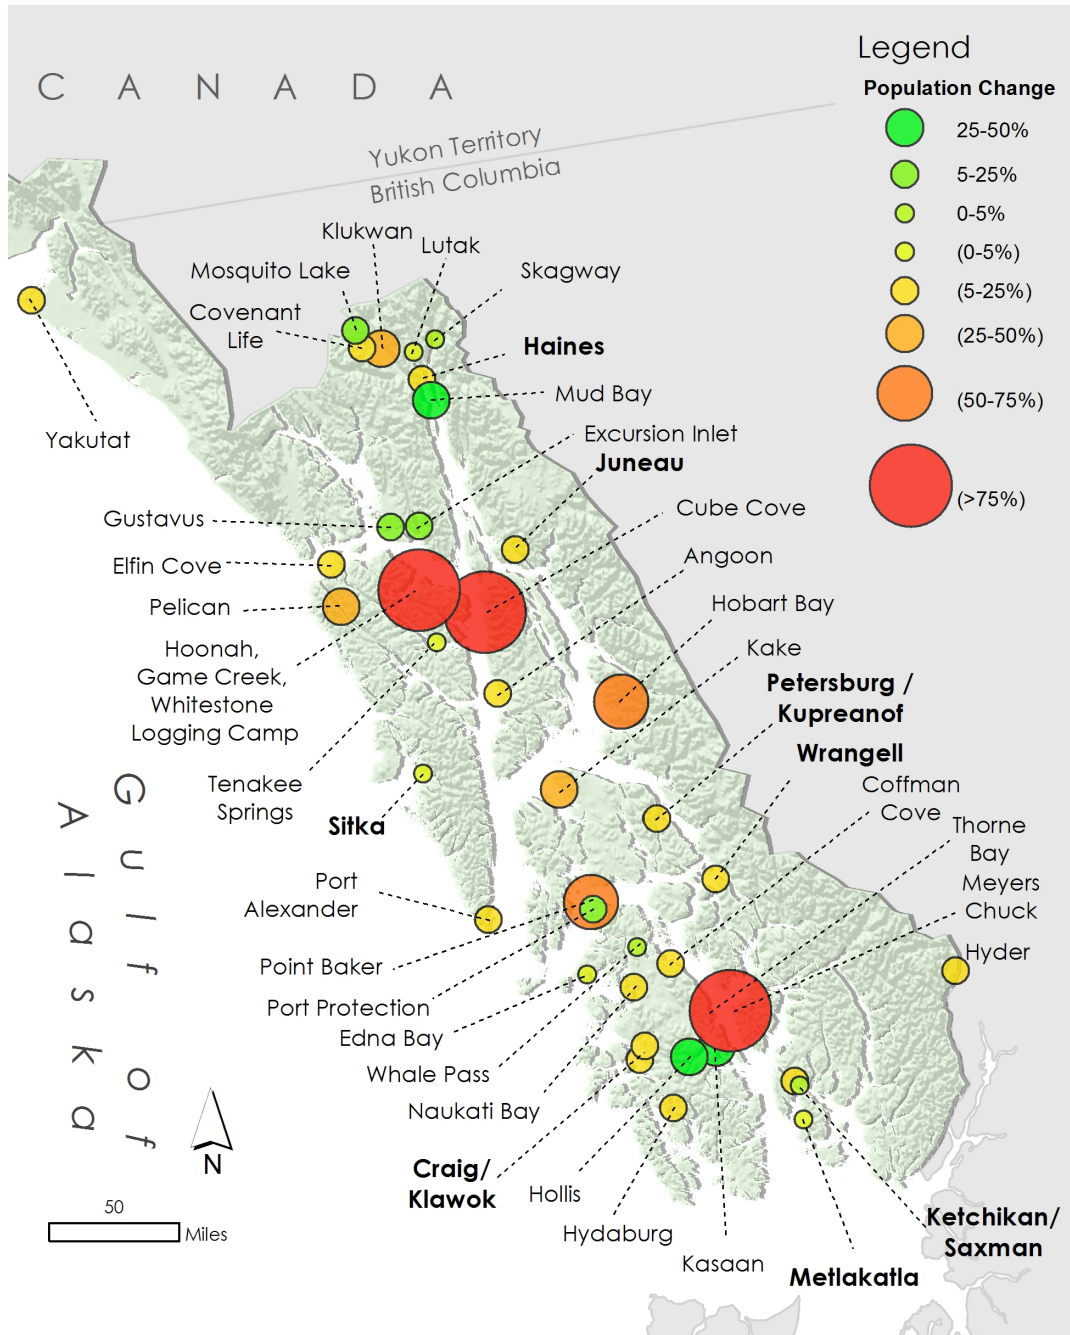 Legend
Population Change
25-50%
5-25%
0-5%
(0-5%)
(5-25%)
(25-50%)
(50-75%)
(>75%)
CANADA
Yukon Territory
British Columbia
Klukwan
Lutak
Mosquito Lake
Skagway
Covenant
Life
Haines
Mud Bay
Yakutat
Excursion Inlet
Juneau
Cube Cove
Gustavus
Angoon
Elfin Cove
Pelican
Hobart Bay
Hoonah,
Game Creek,
Whitestone
Logging Camp
Kake
Petersburg /
Kupreanof
Wrangell
Tenakee
Springs
Coffman
Cove
Sitka
Thorne
Bay
Port
Alexander
Meyers
Chuck
Hyder
Point Baker
Port Protection
Edna Bay
Whale Pass
Naukati Bay
Gulf of
Alaska
N
50
Miles
Craig/
Klawok
Hollis
Hydaburg
Kasaan
Ketchikan/
Saxman
Metlakatla